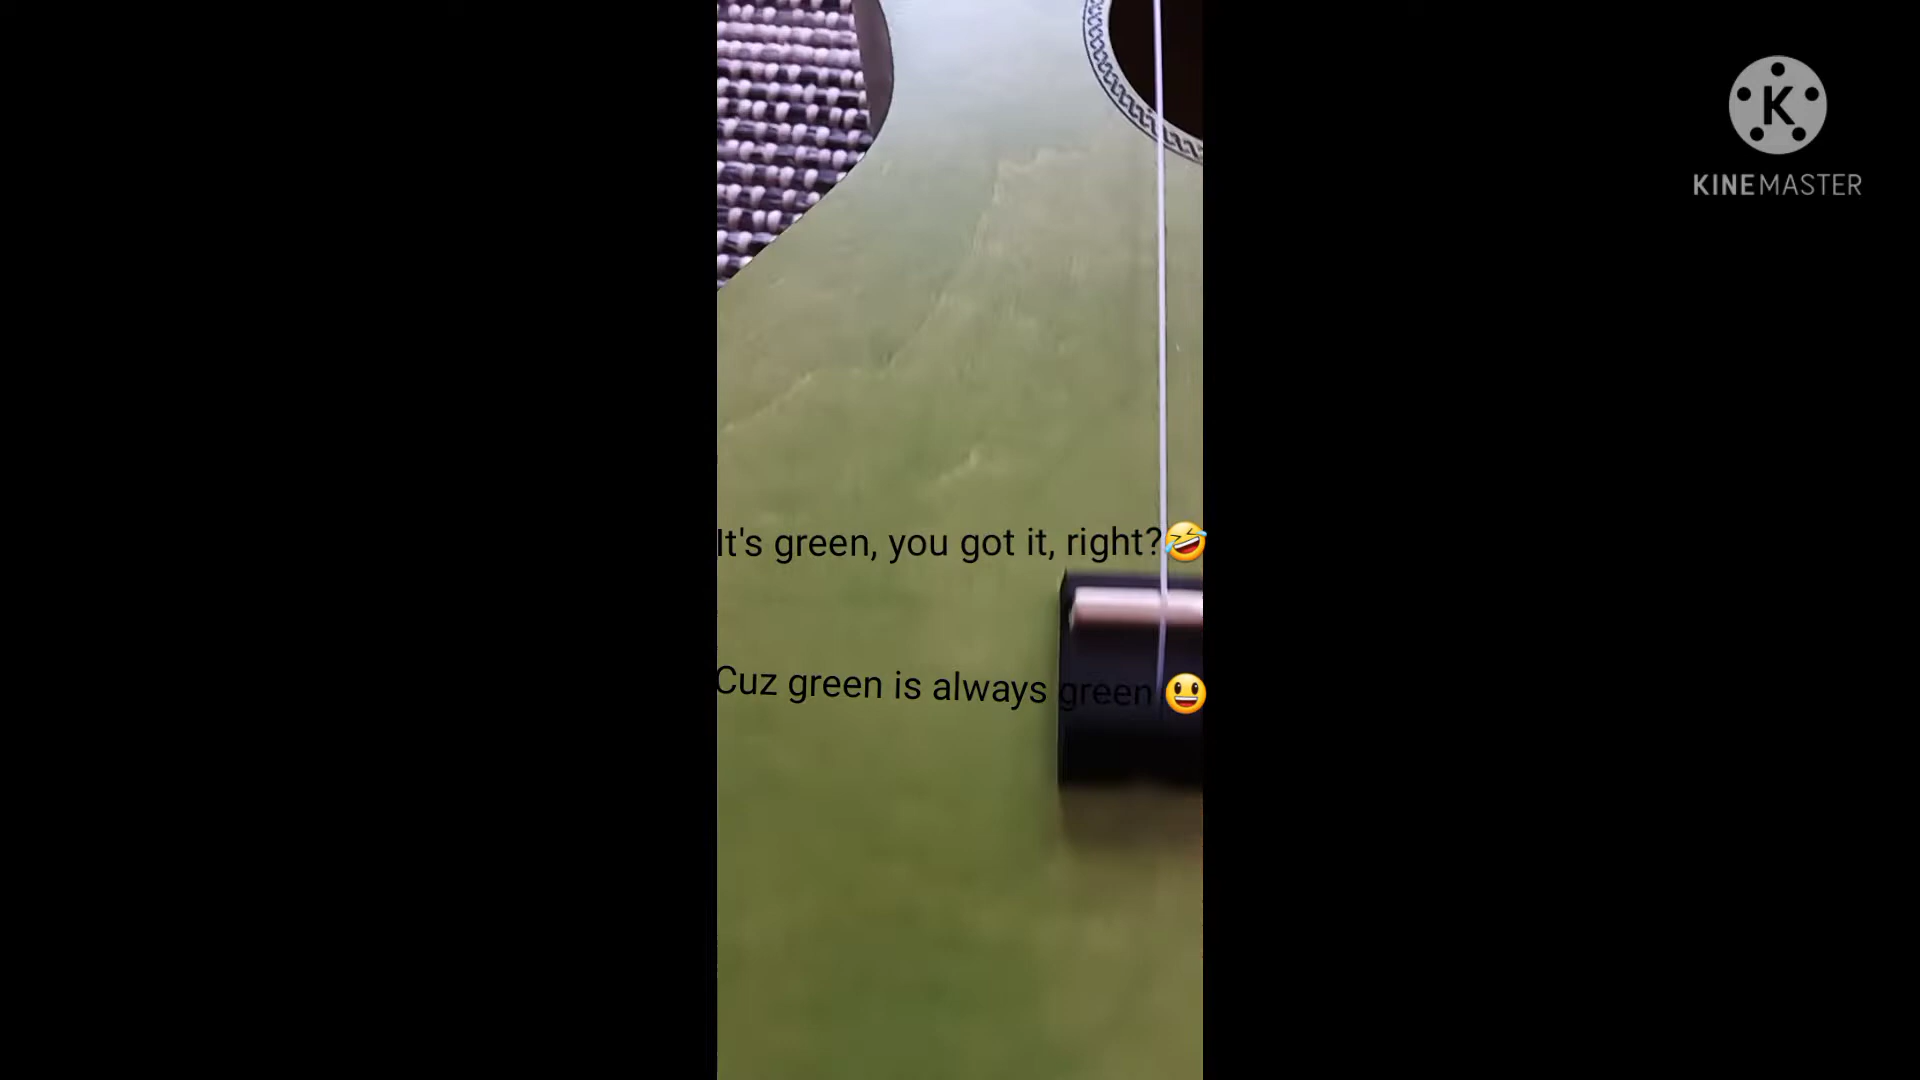 It's green, you got it, right?🤣
Cuz green is always green 😃
K
KINEMASTER